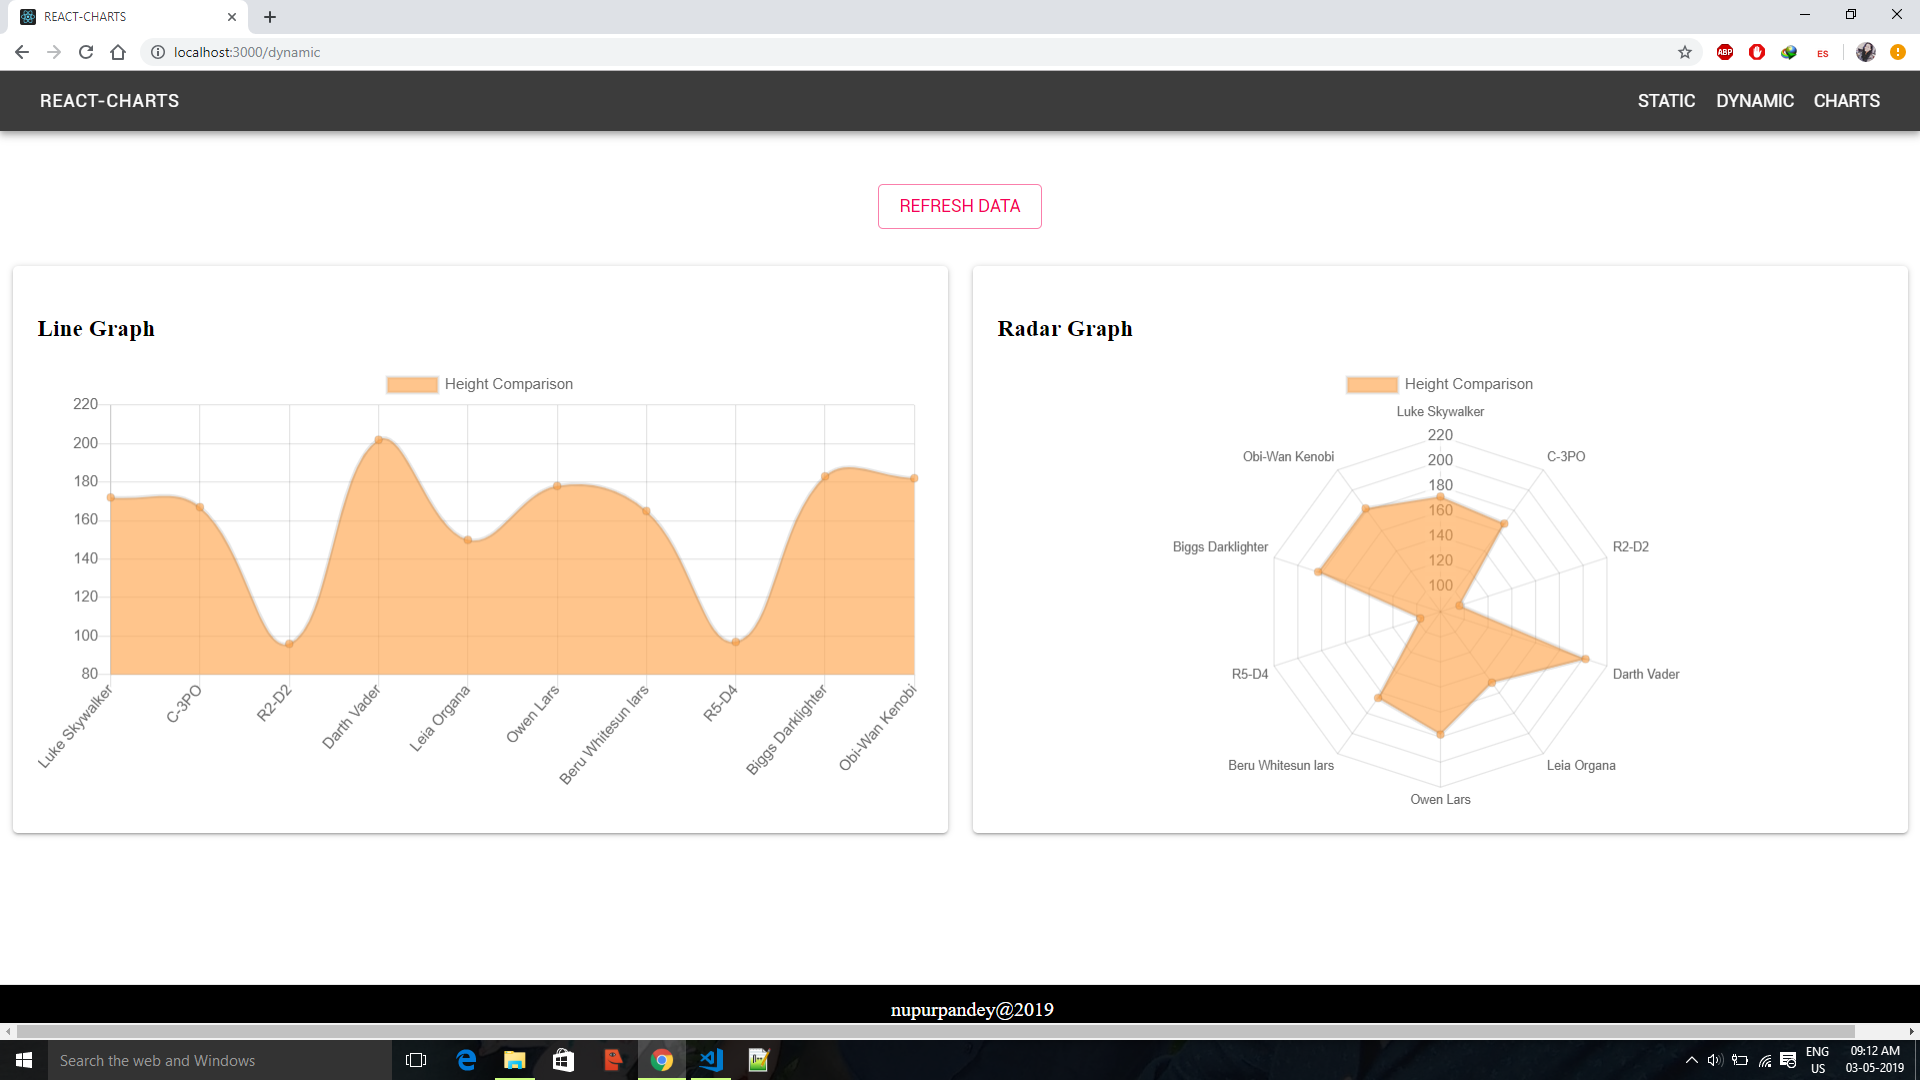 REACT-CHARTS
localhost:3000/dynamic
ABP
ES
REACT-CHARTS
STATIC DYNAMIC CHARTS
REFRESH DATA
Line Graph
Height Comparison
220
200
180
160
140
120
100
80
Luke Skywalker
C-3PO
R2-D2
Darth Vader
Leia Organa
Owen Lars
Beru Whitesun lars
R5-D4
Biggs Darklighter
Obi-Wan Kenobi
Radar Graph
Height Comparison
Luke Skywalker
C-3PO
R2-D2
Darth Vader
Leia Organa
Owen Lars
Beru Whitesun lars
R5-D4
Biggs Darklighter
Obi-Wan Kenobi
220
200
180
160
140
120
100
nupurpandey@2019
Search the web and Windows
ENG
US
09:12 AM
03-05-2019